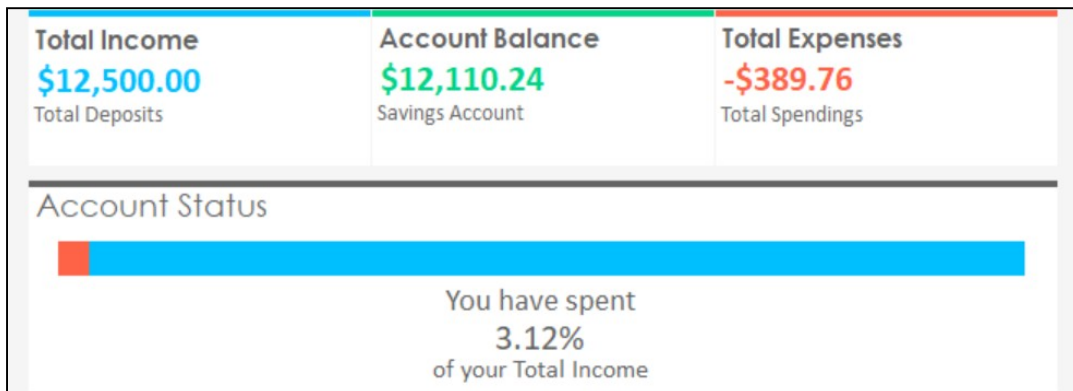 Total Income
$12,500.00
Total Deposits
Account Balance
$12,110.24
Savings Account
Total Expenses
-$389.76
Total Spendings
Account Status
You have spent
3.12%
of your Total Income